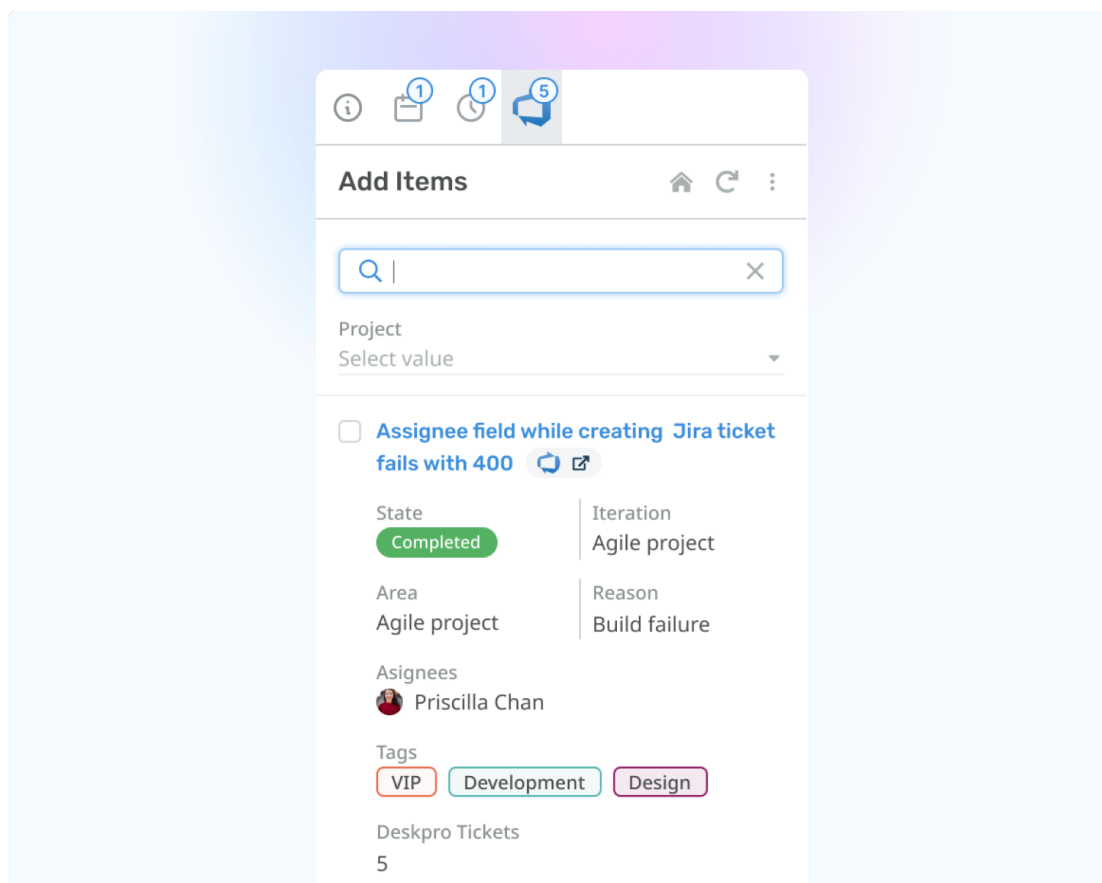 1
1
5
Add Items
Project
Select value
Assignee field while creating  Jira ticket
fails with 400
State
Iteration
Completed
Agile project
Area
Reason
Agile project
Build failure
Asignees
Priscilla Chan
Tags
VIP
Development
Design
Deskpro Tickets
5